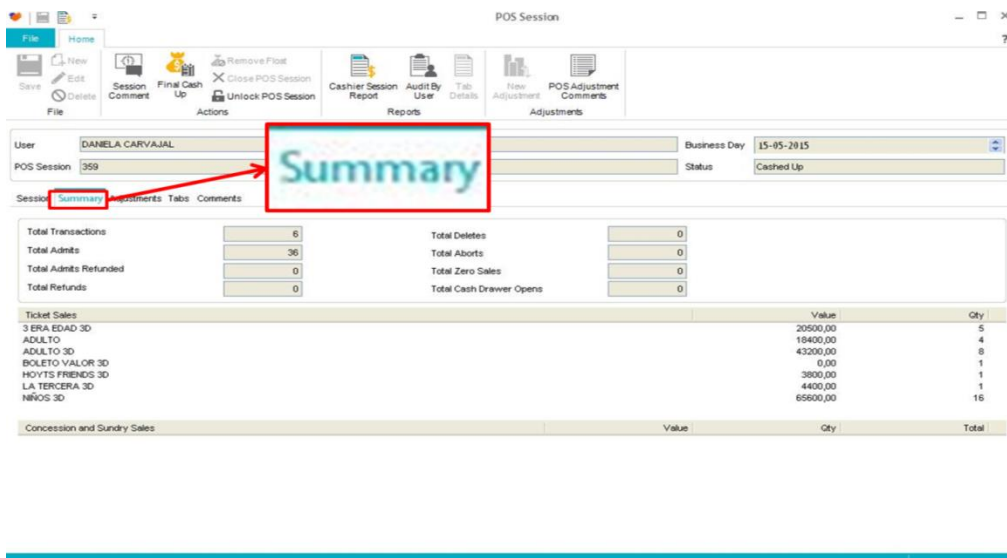 POS Session
File Home ?
Save New Edit Delete
File
Session Comment Final Cash Up Remove Float Close POS Session Unlock POS Session
Actions
Cashier Session Report Audit By User Tab Details
Reports
New Adjustment POS Adjustment Comments
Adjustments
User DANIELA CARVAJAL Business Day 15-05-2015
POS Session 359 Status Cashed Up
Summary
Session Summary Adjustments Tabs Comments
Total Transactions 6 Total Deletes 0
Total Admits 36 Total Aborts 0
Total Admits Refunded 0 Total Zero Sales 0
Total Refunds 0 Total Cash Drawer Opens 0
Ticket Sales Value Qty
3 ERA EDAD 3D 20500,00 5
ADULTO 18400,00 4
ADULTO 3D 43200,00 8
BOLETO VALOR 3D 0,00 1
HOYTS FRIENDS 3D 3800,00 1
LA TERCERA 3D 4400,00 1
NIÑOS 3D 65600,00 16
Concession and Sundry Sales Value Qty Total